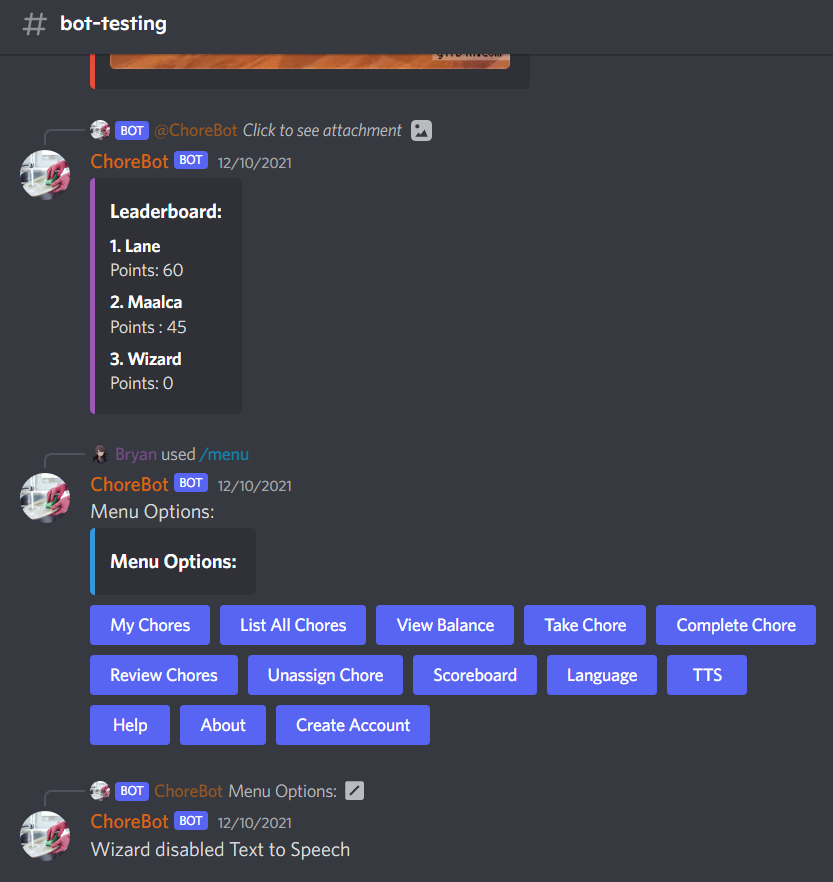 # bot-testing
BOT @ChoreBot Click to see attachment
ChoreBot BOT 12/10/2021
Leaderboard:
1. Lane
Points: 60
2. Maalca
Points : 45
3. Wizard
Points: 0
Bryan used /menu
ChoreBot BOT 12/10/2021
Menu Options:
Menu Options:
My Chores List All Chores View Balance Take Chore Complete Chore
Review Chores Unassign Chore Scoreboard Language TTS
Help About Create Account
BOT ChoreBot Menu Options:
ChoreBot BOT 12/10/2021
Wizard disabled Text to Speech